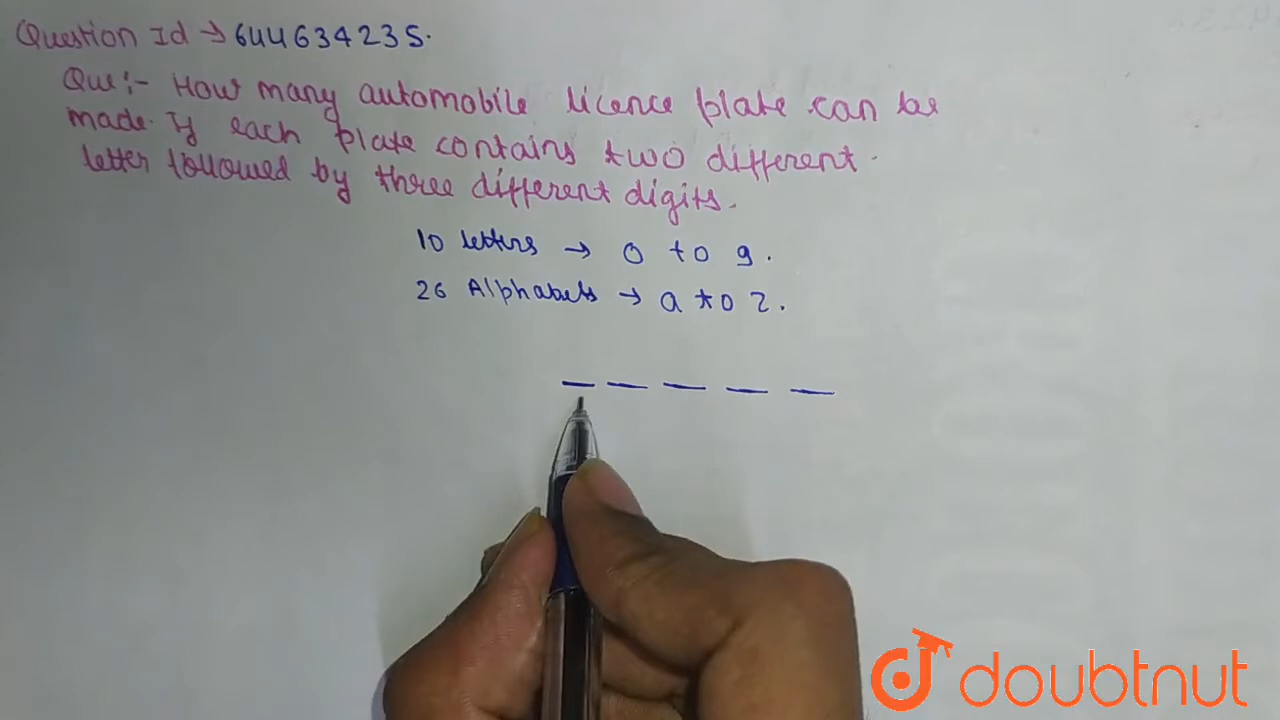 Question Id → 644634235.
Que:- How many automobile licence plate can be
made. If each plate contains two different.
letter followed by three different digits.
10 letters → 0 to 9.
26 Alphabets → a to z.
doubtnut